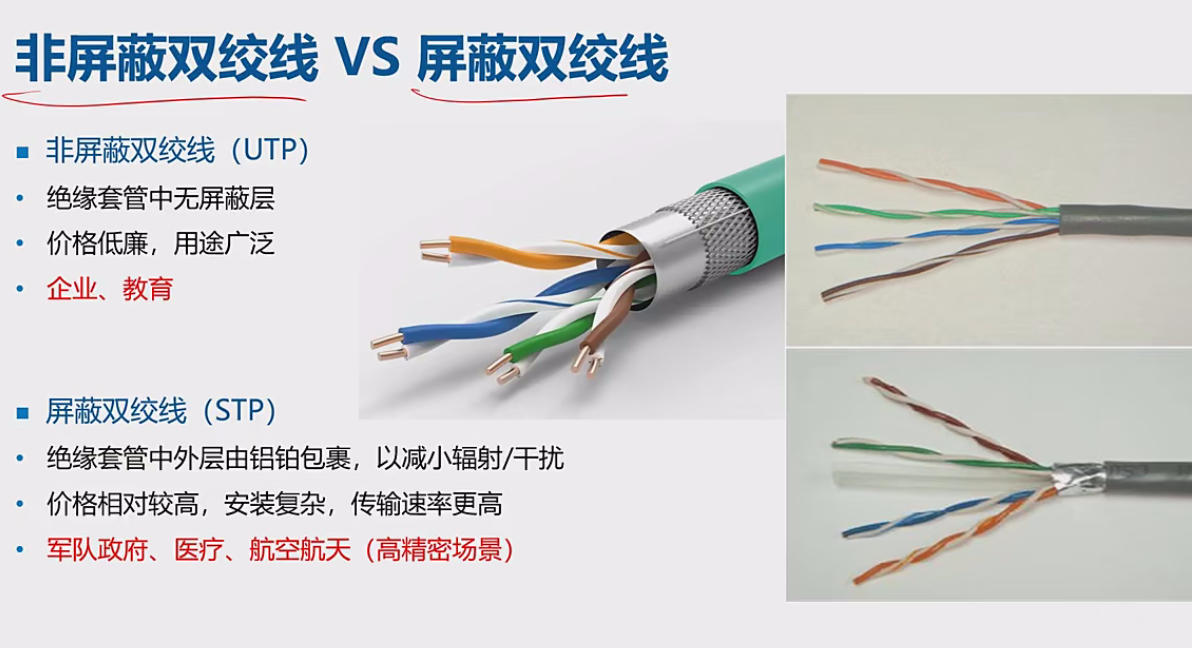 非屏蔽双绞线 VS 屏蔽双绞线
■ 非屏蔽双绞线（UTP）
• 绝缘套管中无屏蔽层
• 价格低廉，用途广泛
• 企业、教育
■ 屏蔽双绞线（STP）
• 绝缘套管中外层由铝铂包裹，以减小辐射/干扰
• 价格相对较高，安装复杂，传输速率更高
• 军队政府、医疗、航空航天（高精密场景）